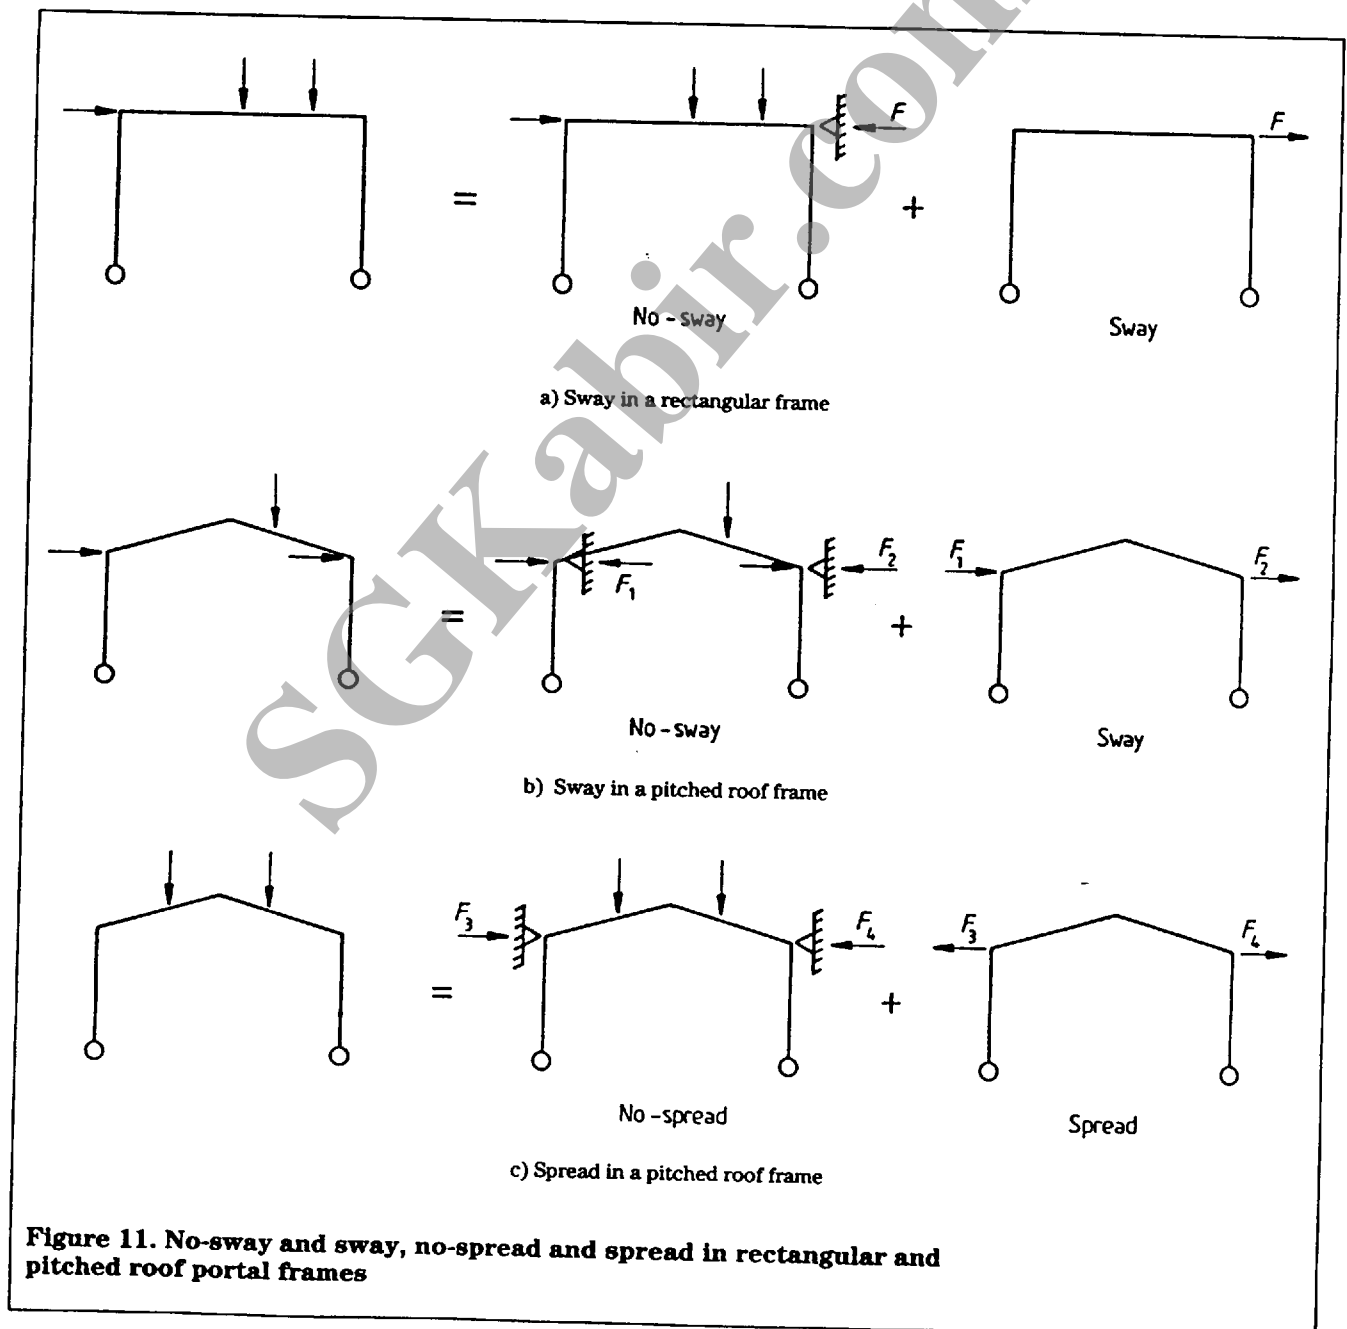 F
F
=
+
No-sway
Sway
a) Sway in a rectangular frame
F₁
F₂
F₁
F₂
=
+
No-sway
Sway
b) Sway in a pitched roof frame
F₃
F₄
F₃
F₄
=
+
No-spread
Spread
c) Spread in a pitched roof frame
Figure 11. No-sway and sway, no-spread and spread in rectangular and
pitched roof portal frames
SGKabir.com